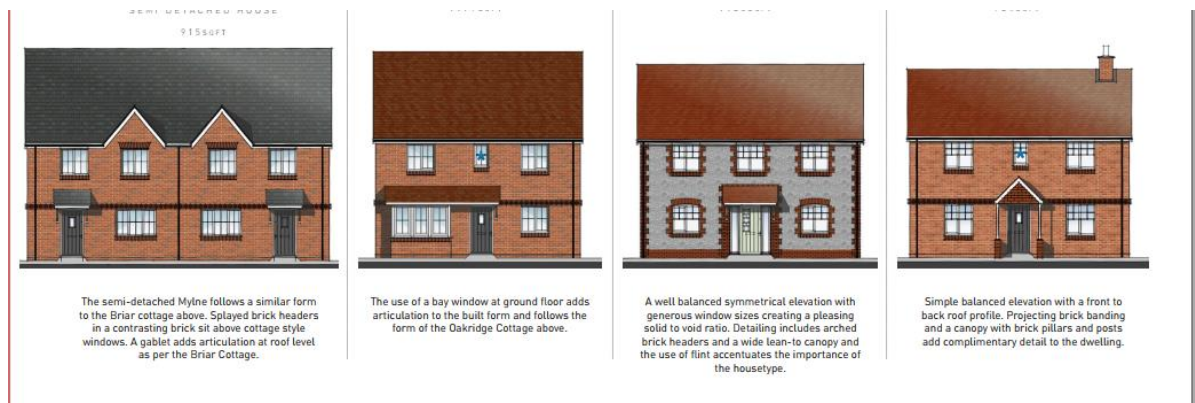 SEMI DETACHED HOUSE
915SQFT
The semi-detached Mylne follows a similar form
to the Briar cottage above. Splayed brick headers
in a contrasting brick sit above cottage style
windows. A gablet adds articulation at roof level
as per the Briar Cottage.
The use of a bay window at ground floor adds
articulation to the built form and follows the
form of the Oakridge Cottage above.
A well balanced symmetrical elevation with
generous window sizes creating a pleasing
solid to void ratio. Detailing includes arched
brick headers and a wide lean-to canopy and
the use of flint accentuates the importance of
the housetype.
Simple balanced elevation with a front to
back roof profile. Projecting brick banding
and a canopy with brick pillars and posts
add complimentary detail to the dwelling.